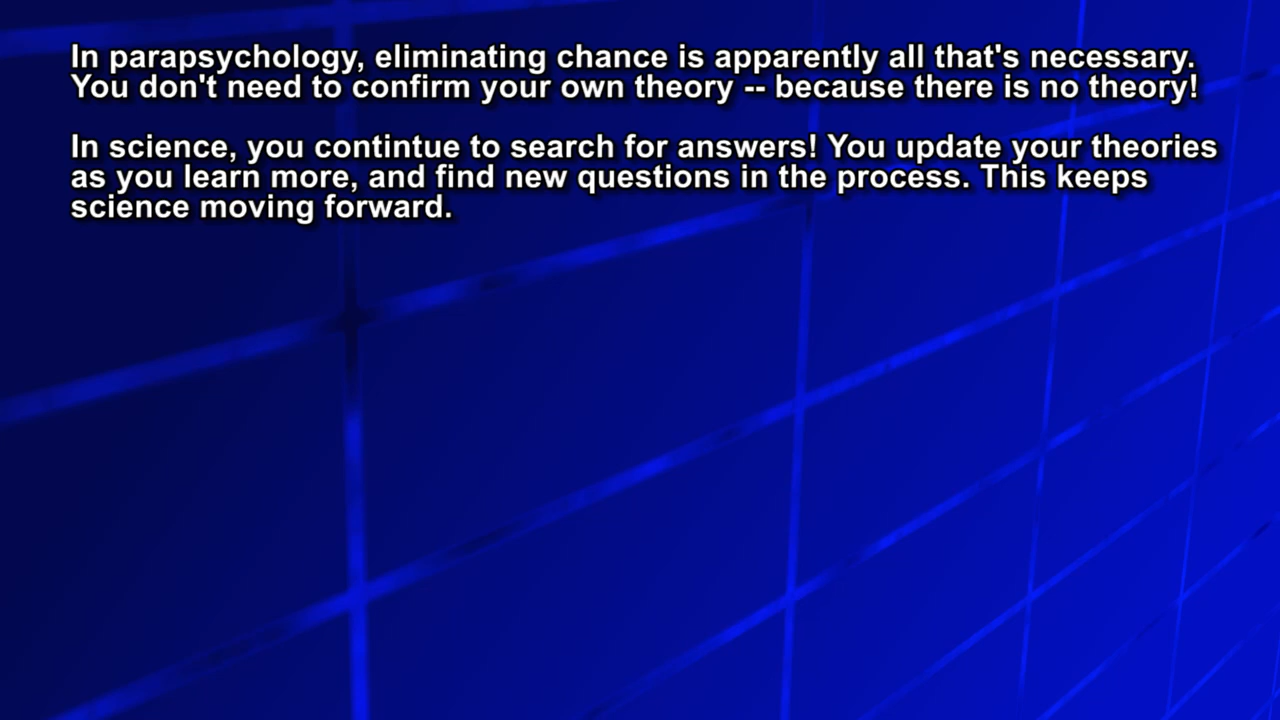 In parapsychology, eliminating chance is apparently all that's necessary.
You don't need to confirm your own theory -- because there is no theory!
In science, you contintue to search for answers! You update your theories
as you learn more, and find new questions in the process. This keeps
science moving forward.